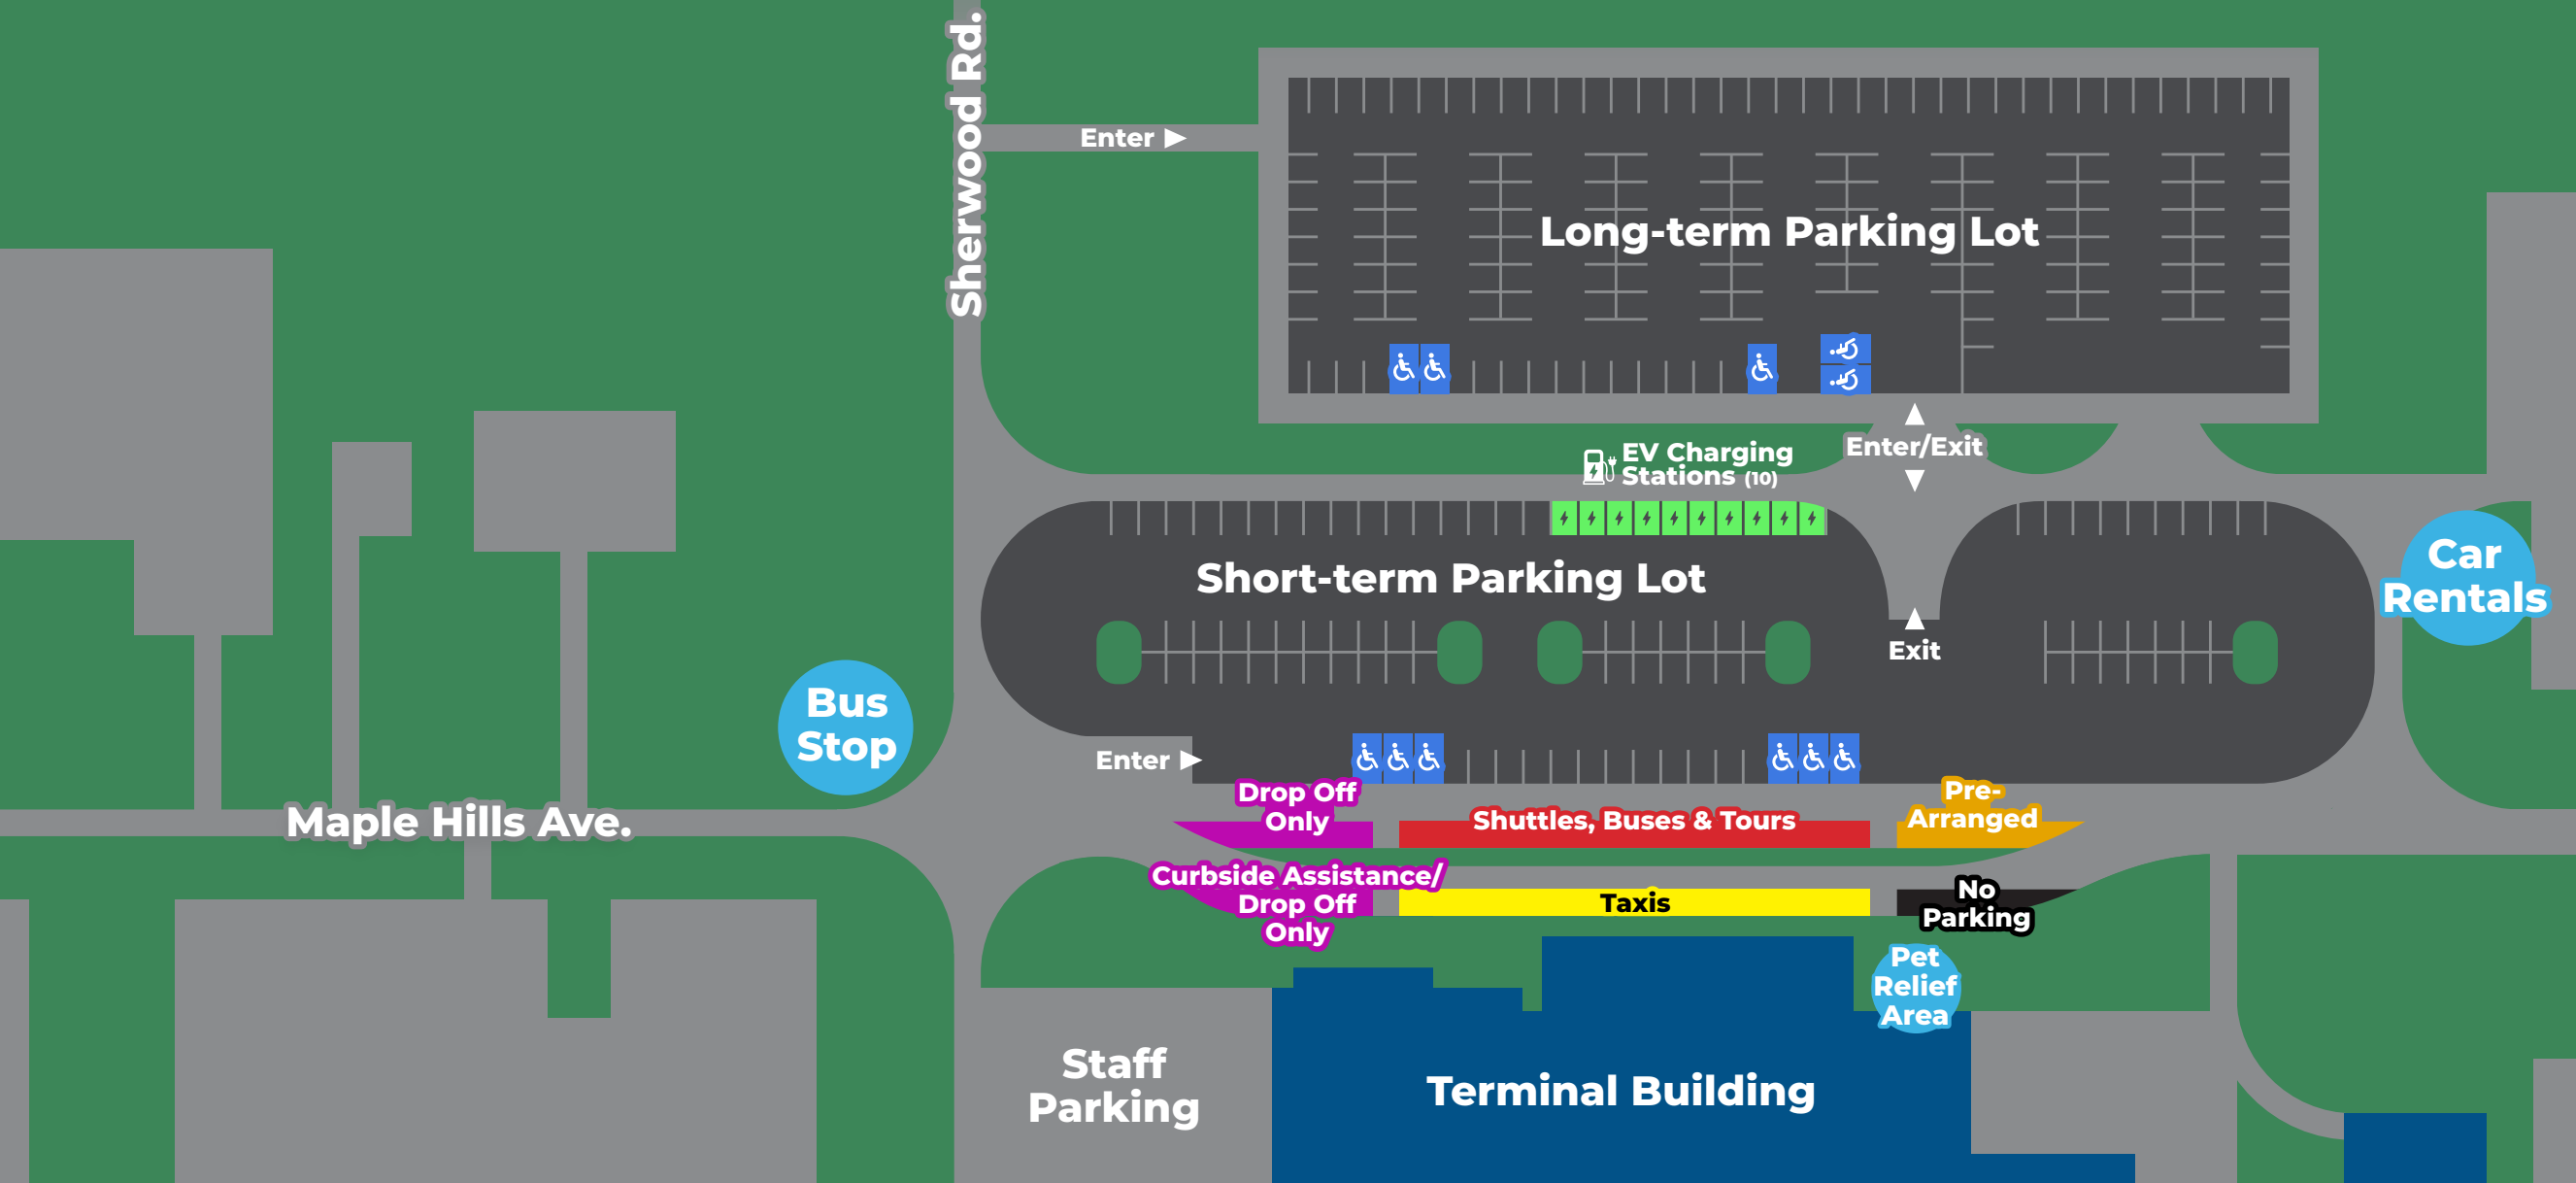 Sherwood Rd.
Enter
Long-term Parking Lot
EV Charging
Stations (10)
Enter/Exit
Short-term Parking Lot
Car
Rentals
Exit
Bus
Stop
Enter
Maple Hills Ave.
Drop Off
Only
Shuttles, Buses & Tours
Pre-
Arranged
Curbside Assistance/
Drop Off
Only
Taxis
No
Parking
Pet
Relief
Area
Staff
Parking
Terminal Building